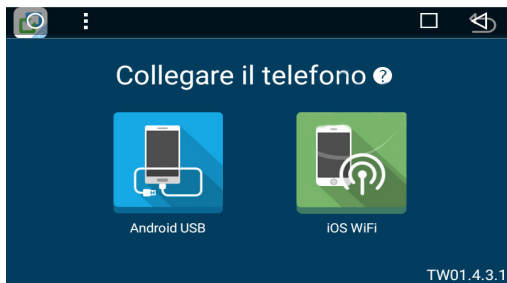 Collegare il telefono ?
Android USB
iOS WiFi
TW01.4.3.1